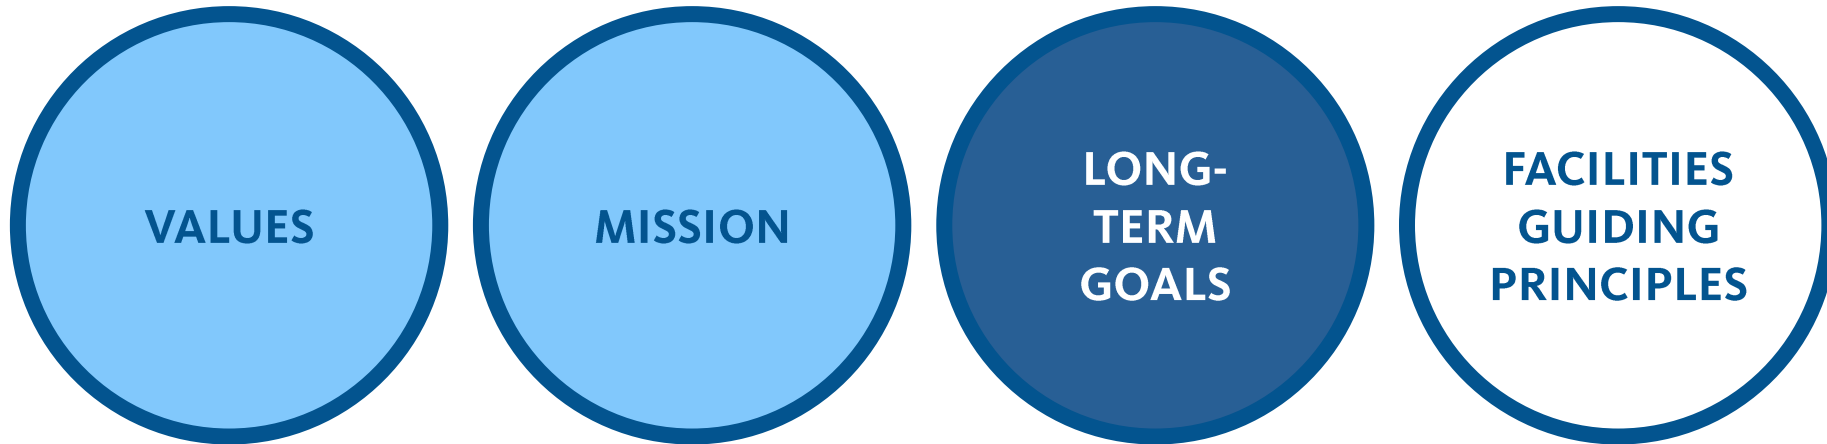 VALUES
MISSION
LONG-
TERM
GOALS
FACILITIES
GUIDING
PRINCIPLES